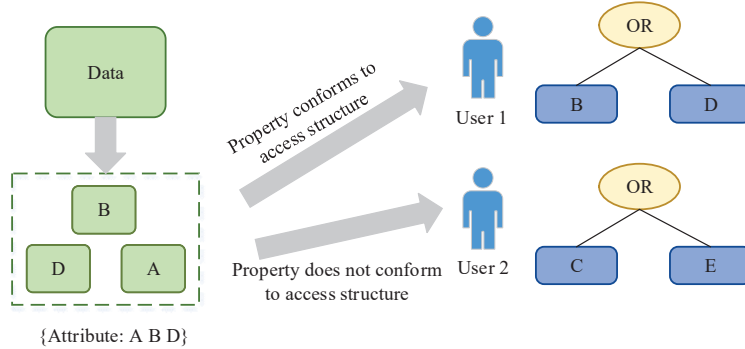 Data
B
D
A
{Attribute: A B D}
Property conforms to
access structure
Property does not conform
to access structure
User 1
OR
B
D
User 2
OR
C
E